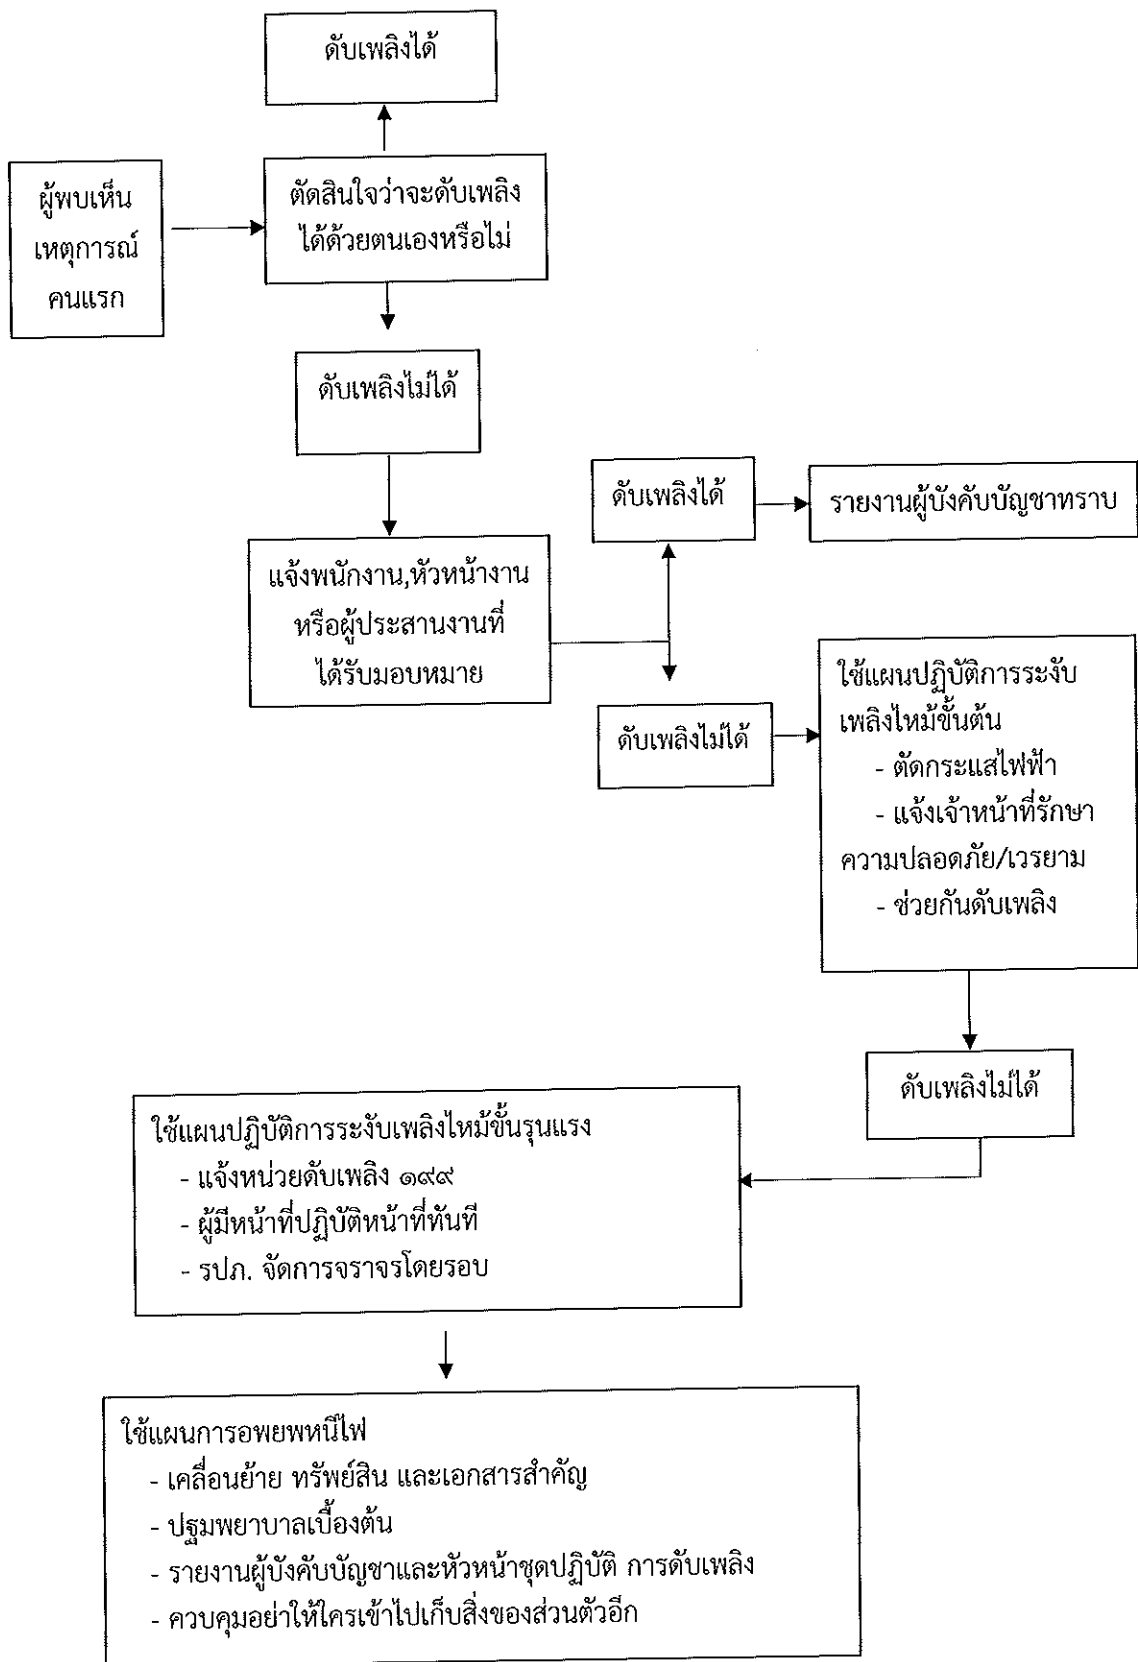 ดับเพลิงได้
ผู้พบเห็น
เหตุการณ์
คนแรก
ตัดสินใจว่าจะดับเพลิง
ได้ด้วยตนเองหรือไม่
ดับเพลิงไม่ได้
แจ้งพนักงาน,หัวหน้างาน
หรือผู้ประสานงานที่
ได้รับมอบหมาย
ดับเพลิงได้
รายงานผู้บังคับบัญชาทราบ
ดับเพลิงไม่ได้
ใช้แผนปฏิบัติการระงับ
เพลิงไหม้ขั้นต้น
- ตัดกระแสไฟฟ้า
- แจ้งเจ้าหน้าที่รักษา
ความปลอดภัย/เวรยาม
- ช่วยกันดับเพลิง
ดับเพลิงไม่ได้
ใช้แผนปฏิบัติการระงับเพลิงไหม้ขั้นรุนแรง
- แจ้งหน่วยดับเพลิง ๑๙๙
- ผู้มีหน้าที่ปฏิบัติหน้าที่ทันที
- รปภ. จัดการจราจรโดยรอบ
ใช้แผนการอพยพหนีไฟ
- เคลื่อนย้าย ทรัพย์สิน และเอกสารสำคัญ
- ปฐมพยาบาลเบื้องต้น
- รายงานผู้บังคับบัญชาและหัวหน้าชุดปฏิบัติ การดับเพลิง
- ควบคุมอย่าให้ใครเข้าไปเก็บสิ่งของส่วนตัวอีก